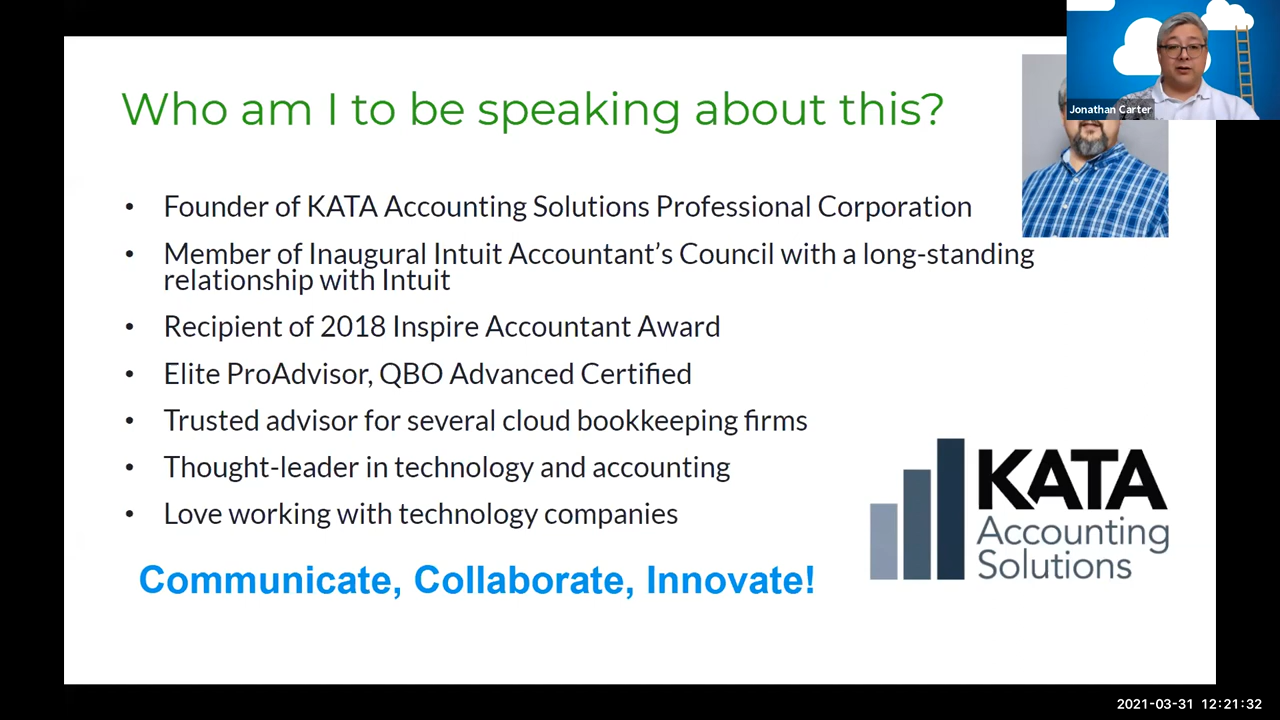 Who am I to be speaking about this?
Jonathan Carter
• Founder of KATA Accounting Solutions Professional Corporation
• Member of Inaugural Intuit Accountant’s Council with a long-standing
relationship with Intuit
• Recipient of 2018 Inspire Accountant Award
• Elite ProAdvisor, QBO Advanced Certified
• Trusted advisor for several cloud bookkeeping firms
• Thought-leader in technology and accounting
• Love working with technology companies
KATA
Accounting
Solutions
Communicate, Collaborate, Innovate!
2021-03-31 12:21:32